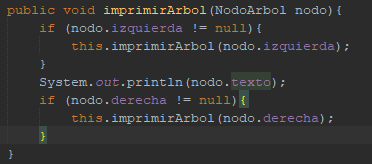 public void imprimirArbol(NodoArbol nodo){
    if (nodo.izquierda != null){
        this.imprimirArbol(nodo.izquierda);
    }
    System.out.println(nodo.texto);
    if (nodo.derecha != null){
        this.imprimirArbol(nodo.derecha);
    }
}